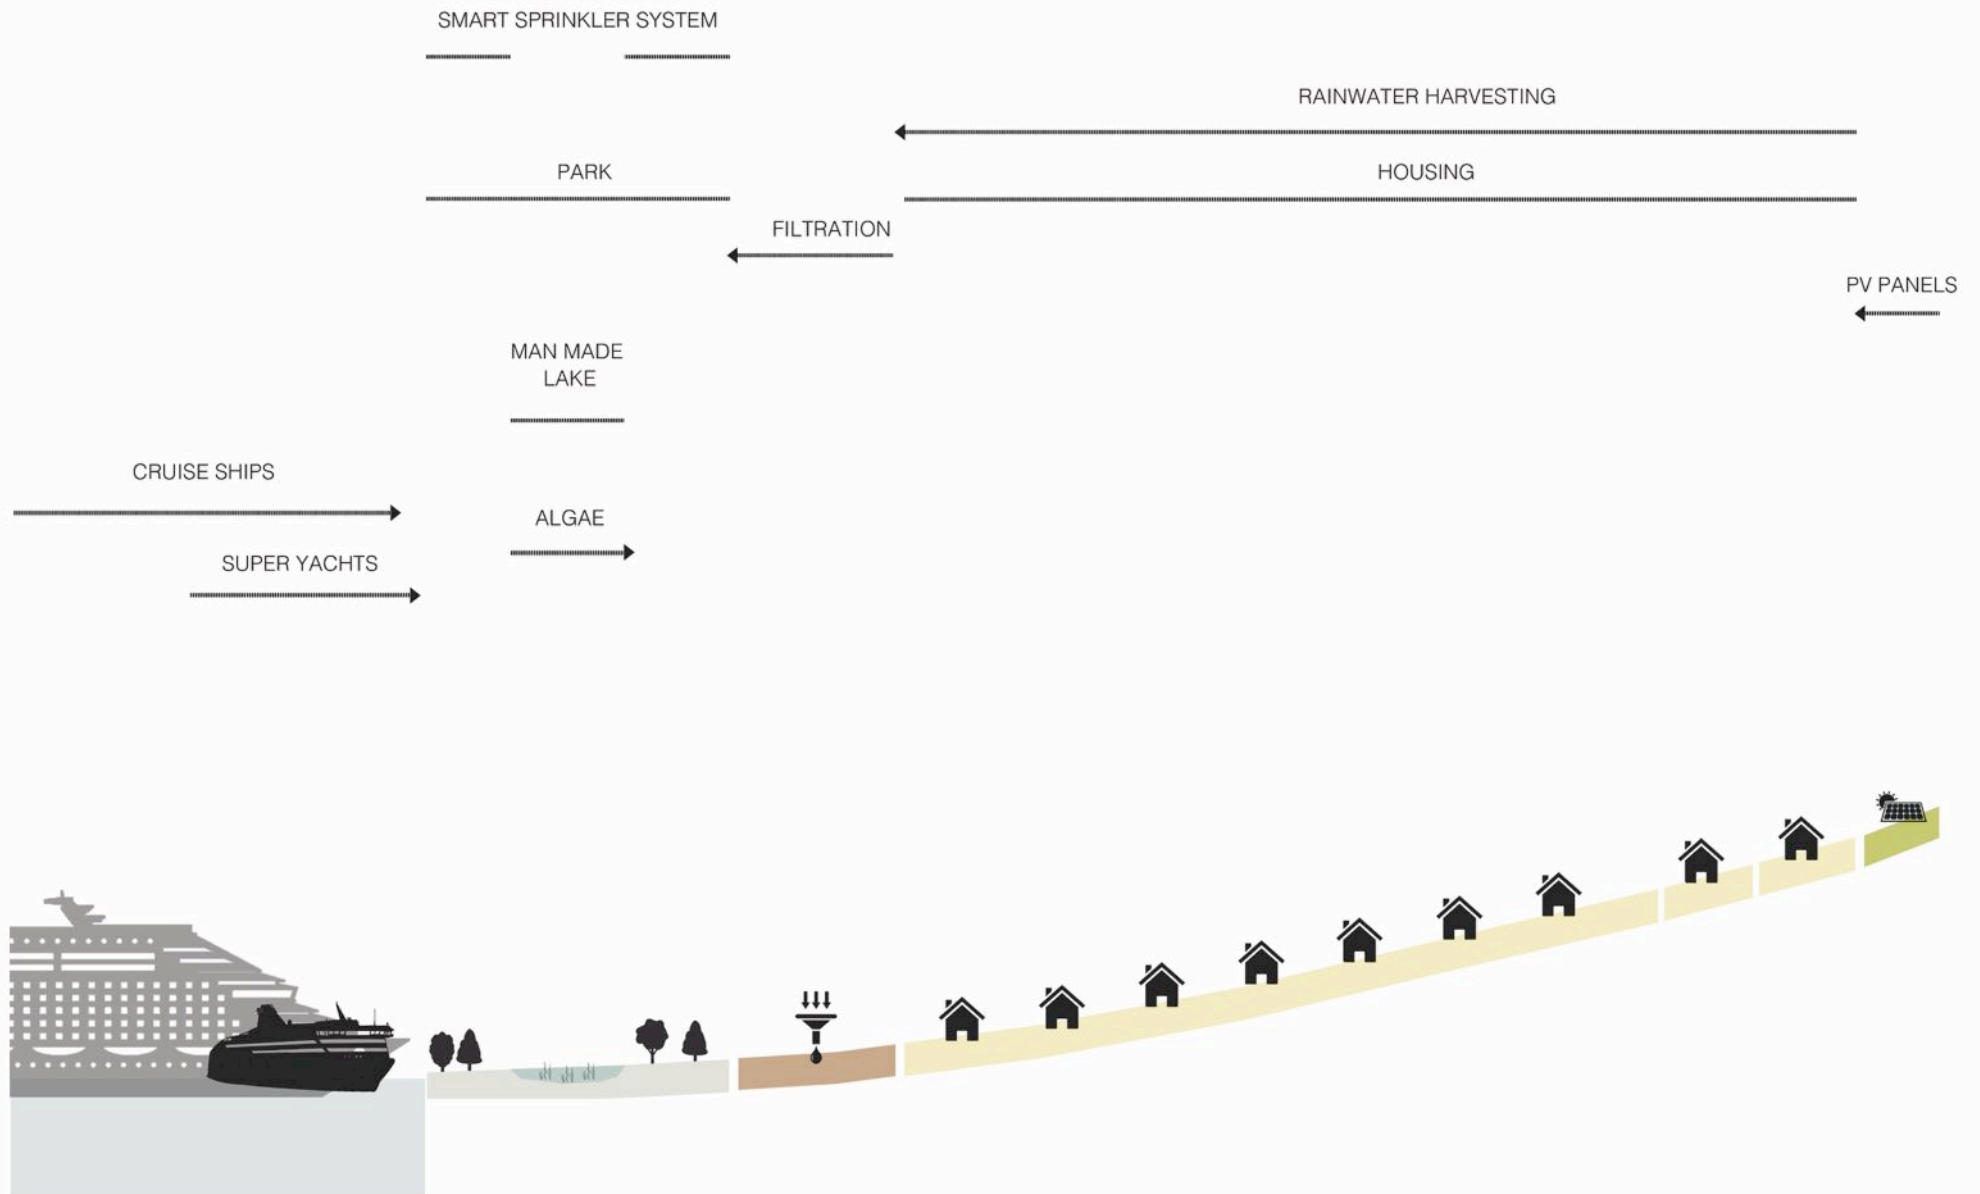 SMART SPRINKLER SYSTEM
RAINWATER HARVESTING
PARK
HOUSING
FILTRATION
PV PANELS
MAN MADE
LAKE
CRUISE SHIPS
ALGAE
SUPER YACHTS